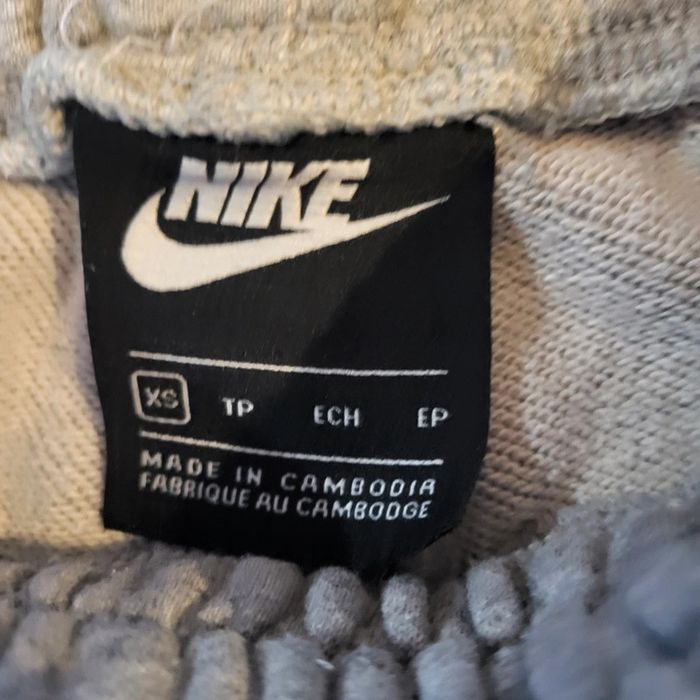 NIKE
XS TP ECH EP
MADE IN CAMBODIA
FABRIQUE AU CAMBODGE